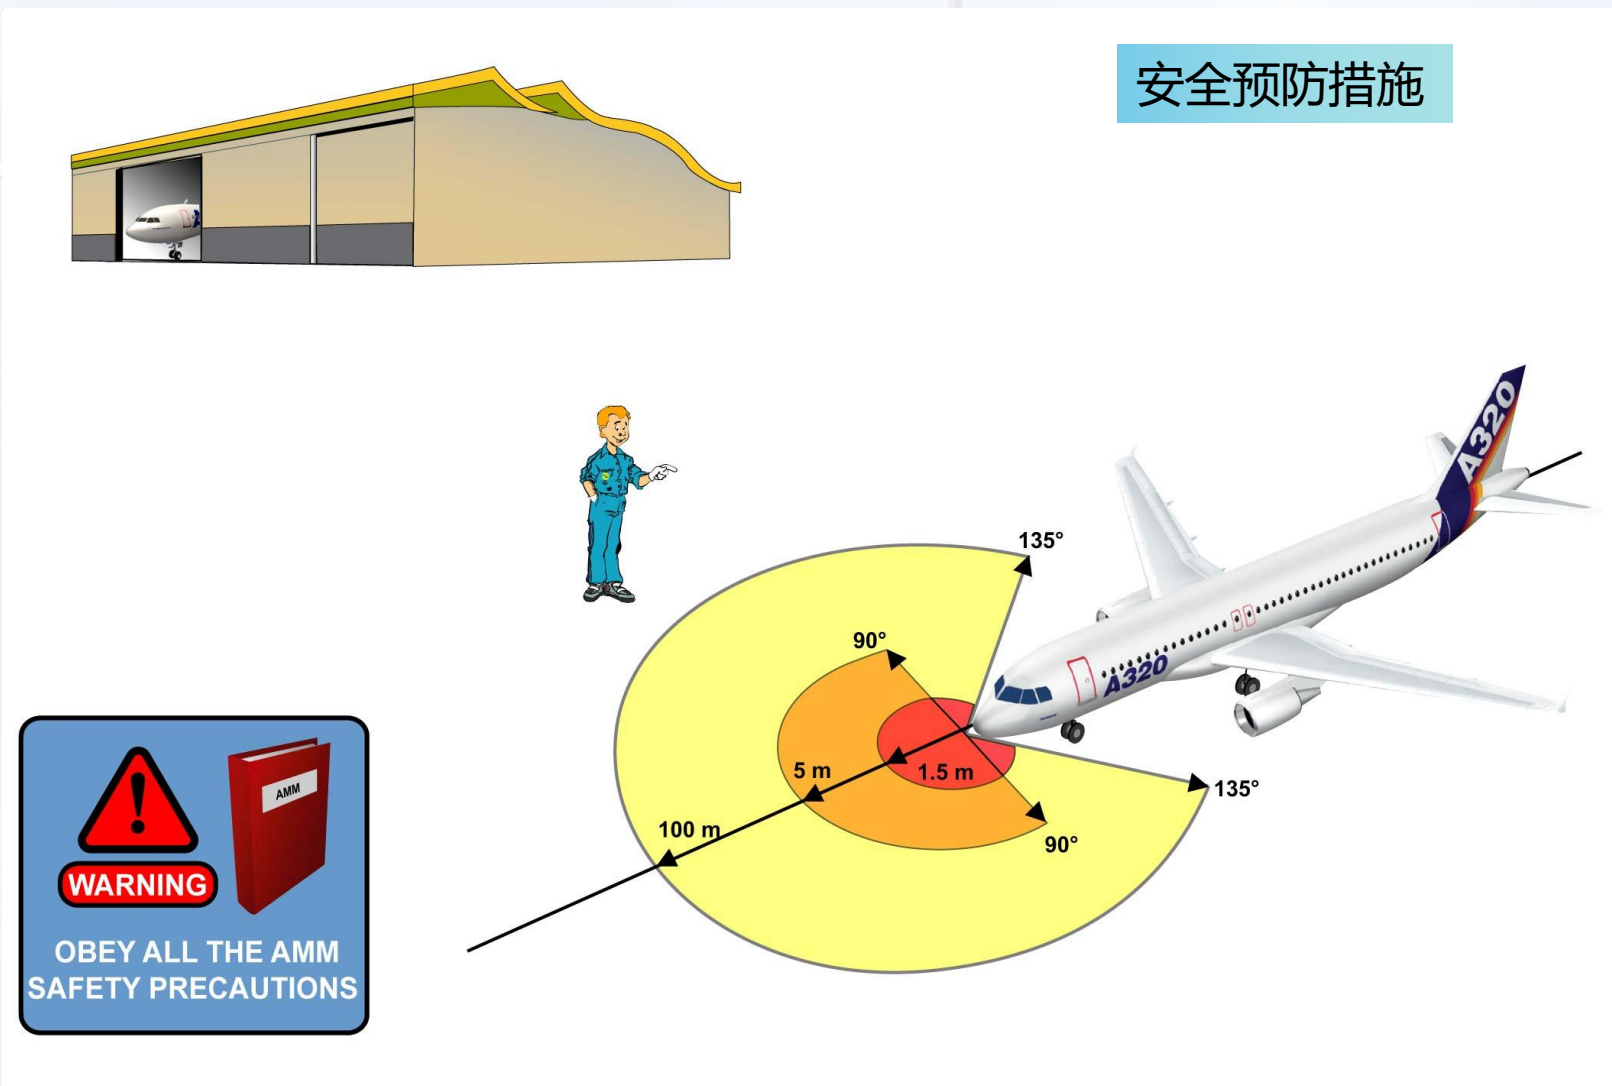 安全预防措施
A320
135°
90°
A320
5 m
1.5 m
135°
100 m
90°
AMM
!
WARNING
OBEY ALL THE AMM
SAFETY PRECAUTIONS